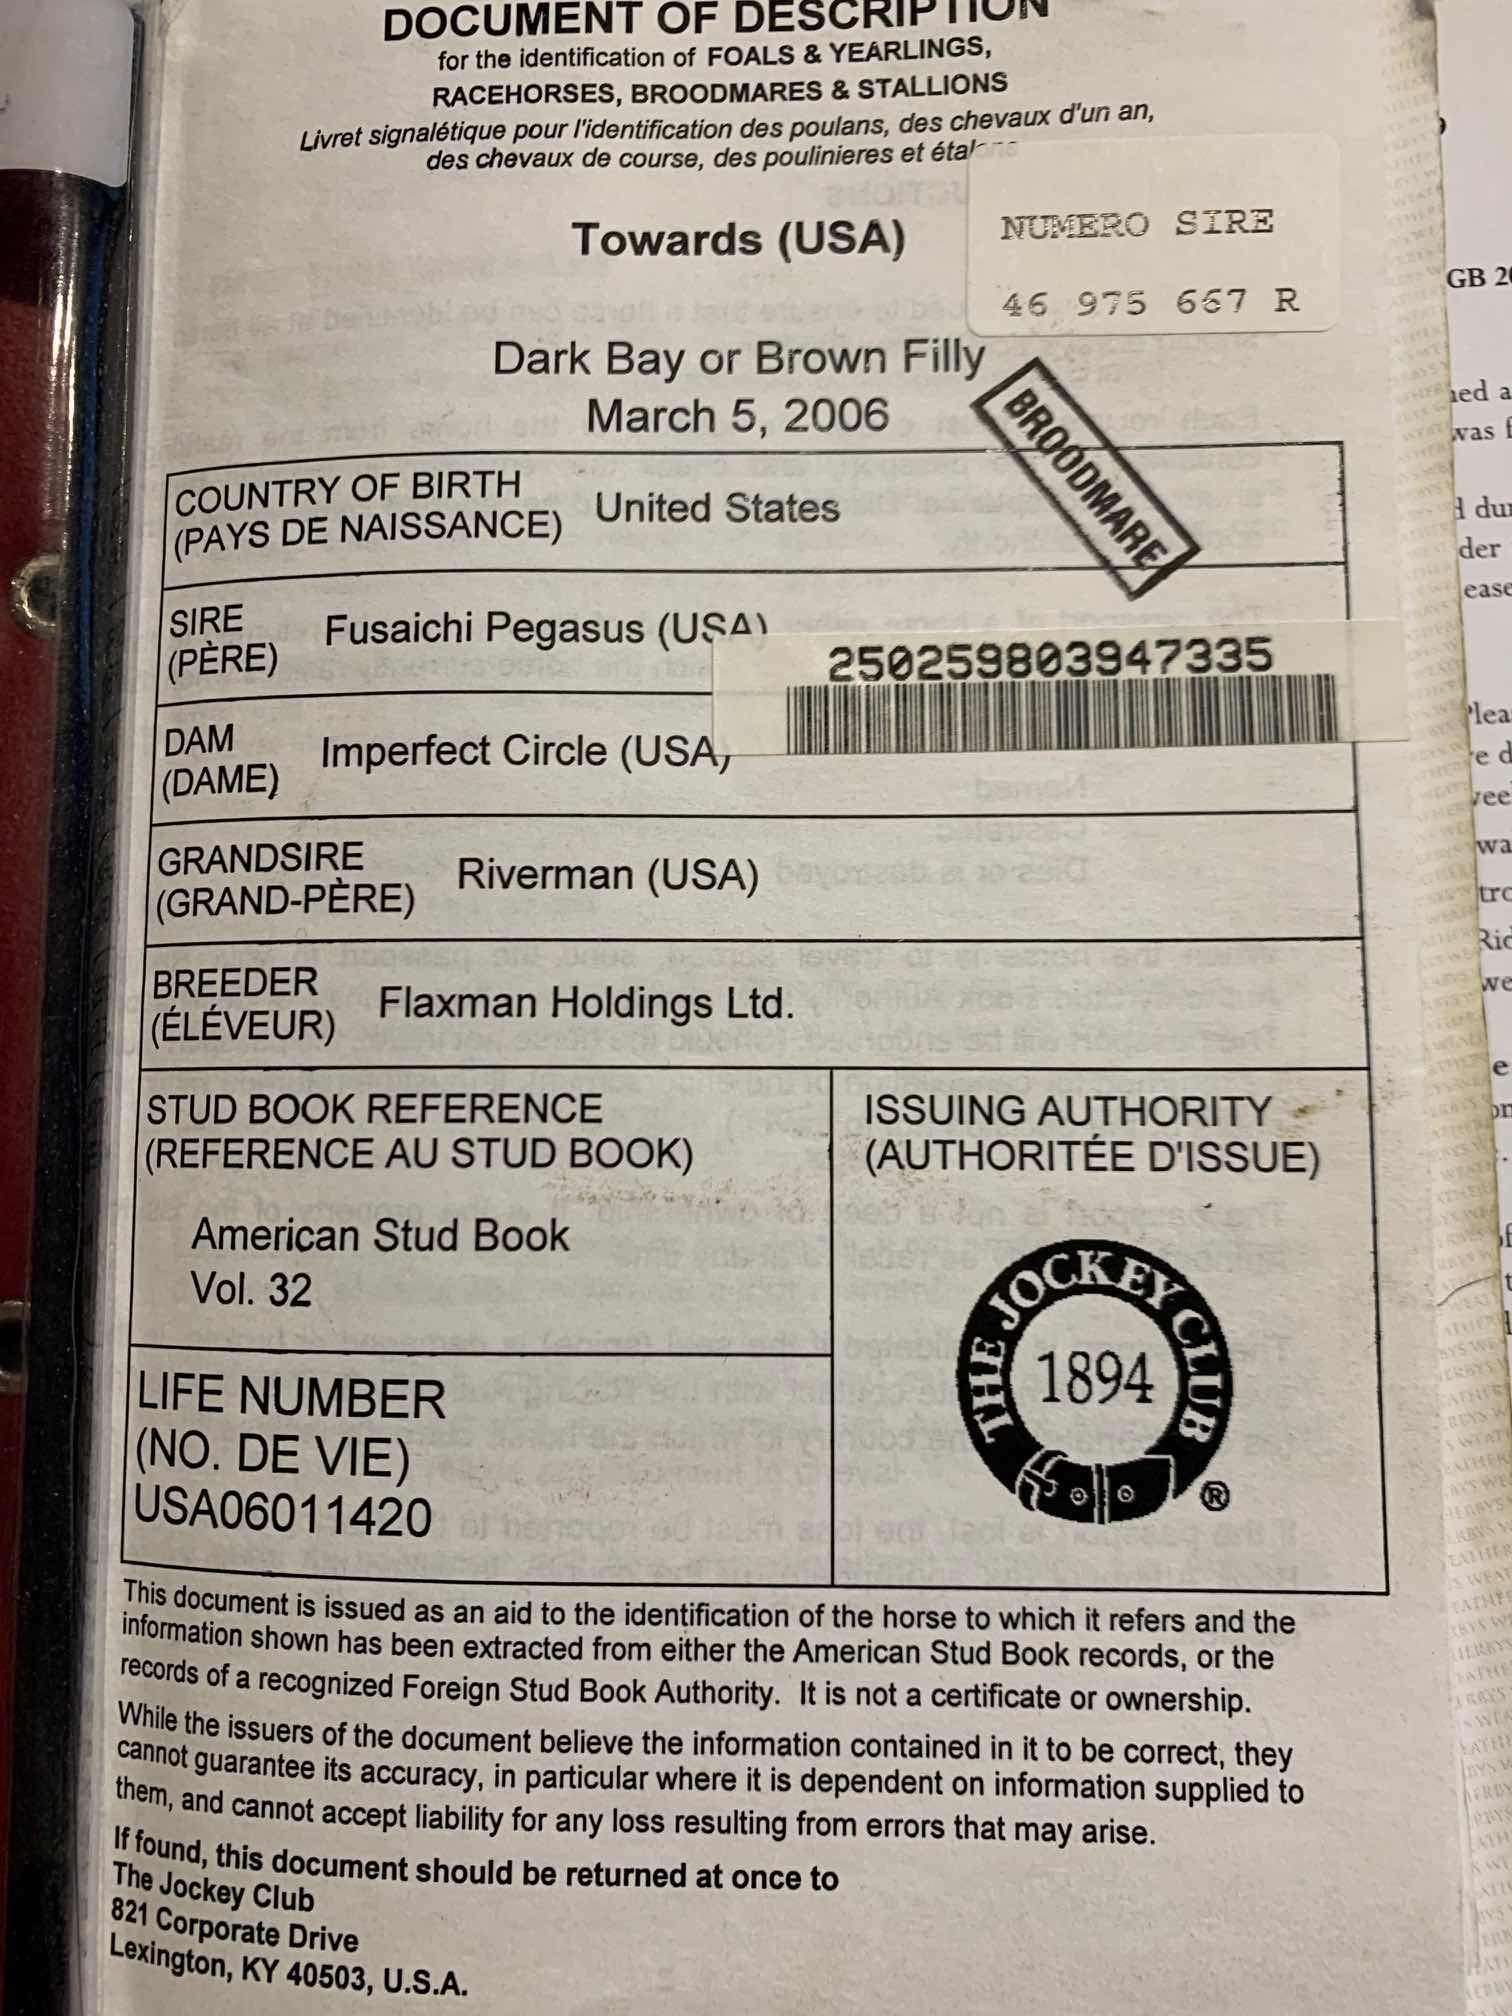 DOCUMENT OF DESCRIPTION
for the identification of FOALS & YEARLINGS,
RACEHORSES, BROODMARES & STALLIONS
Livret signalétique pour l'identification des poulans, des chevaux d'un an,
des chevaux de course, des poulinieres et étalons
Towards (USA)
NUMERO SIRE
46 975 667 R
Dark Bay or Brown Filly
March 5, 2006
BROODMARE
COUNTRY OF BIRTH
(PAYS DE NAISSANCE)
United States
SIRE
(PÈRE)
Fusaichi Pegasus (USA)
250259803947335
DAM
(DAME)
Imperfect Circle (USA)
GRANDSIRE
(GRAND-PÈRE)
Riverman (USA)
BREEDER
(ÉLÉVEUR)
Flaxman Holdings Ltd.
STUD BOOK REFERENCE
(REFERENCE AU STUD BOOK)
American Stud Book
Vol. 32
ISSUING AUTHORITY
(AUTHORITÉE D'ISSUE)
THE JOCKEY CLUB
1894
®
LIFE NUMBER
(NO. DE VIE)
USA06011420
This document is issued as an aid to the identification of the horse to which it refers and the
information shown has been extracted from either the American Stud Book records, or the
records of a recognized Foreign Stud Book Authority. It is not a certificate or ownership.
While the issuers of the document believe the information contained in it to be correct, they
cannot guarantee its accuracy, in particular where it is dependent on information supplied to
them, and cannot accept liability for any loss resulting from errors that may arise.
If found, this document should be returned at once to
The Jockey Club
821 Corporate Drive
Lexington, KY 40503, U.S.A.